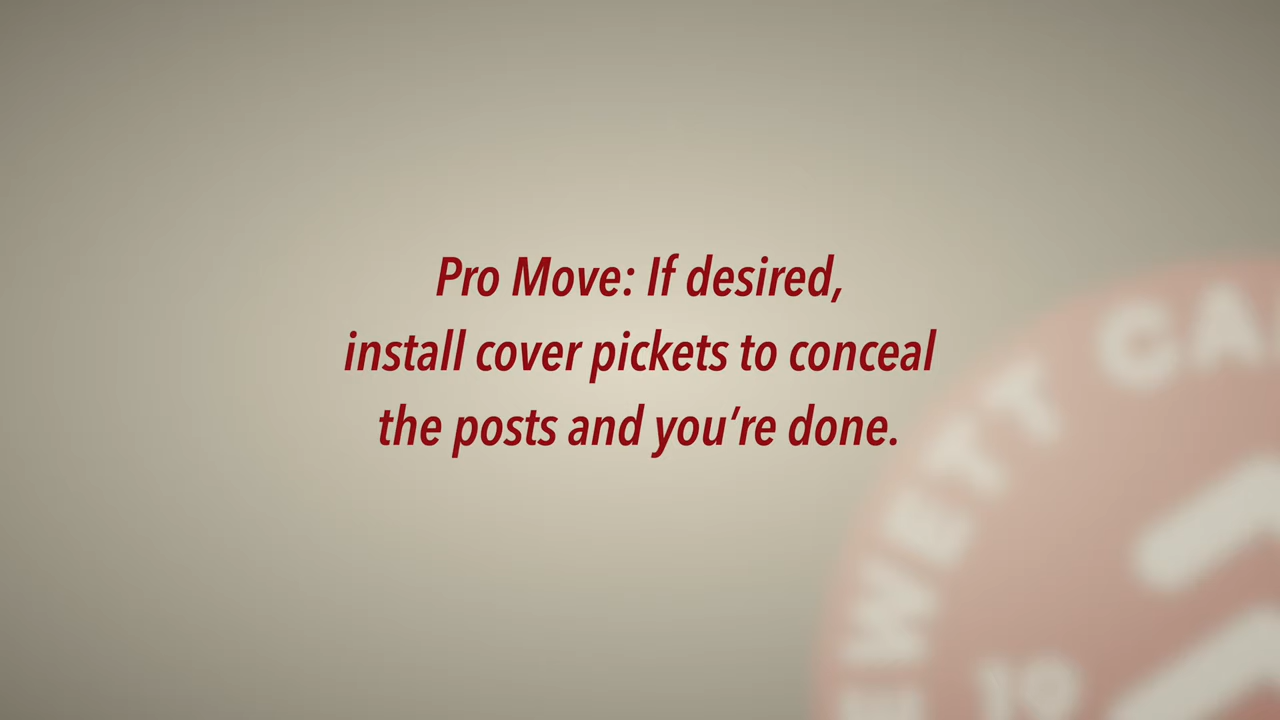 Pro Move: If desired,
install cover pickets to conceal
the posts and you’re done.